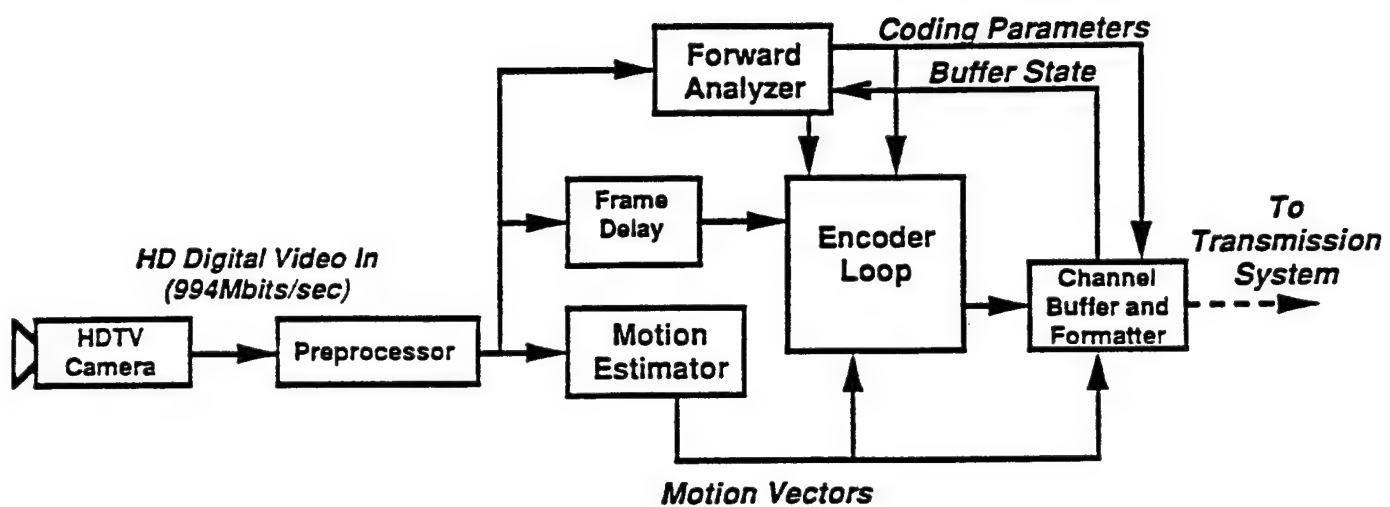 Coding Parameters
Forward
Analyzer
Buffer State
Frame
Delay
Encoder
Loop
To
Transmission
System
HD Digital Video In
(994Mbits/sec)
Channel
Buffer and
Formatter
HDTV
Camera
Preprocessor
Motion
Estimator
Motion Vectors